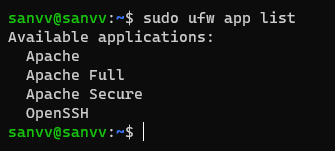 sanvv@sanvv:~$ sudo ufw app list
Available applications:
  Apache
  Apache Full
  Apache Secure
  OpenSSH
sanvv@sanvv:~$